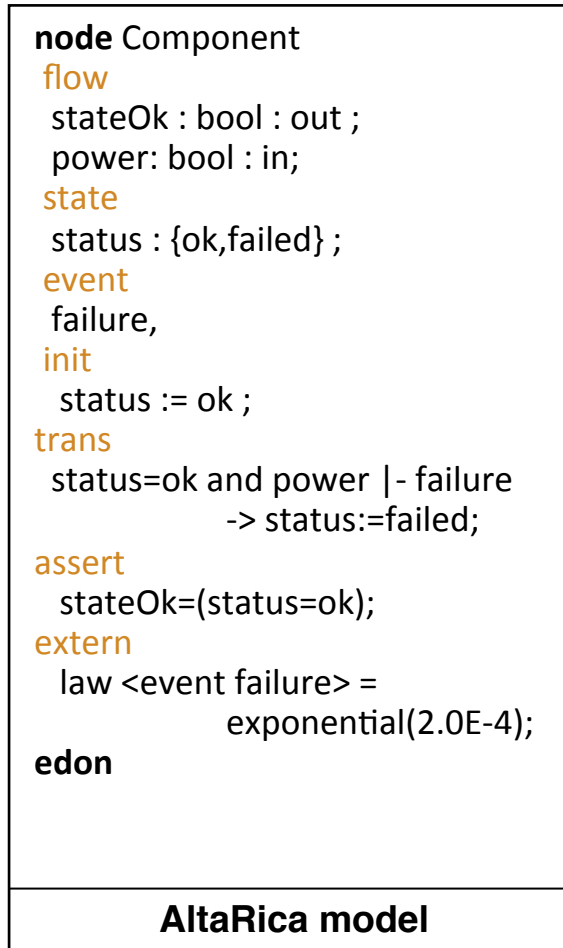 node Component
flow
stateOk : bool : out ;
power: bool : in;
state
status : {ok,failed} ;
event
failure,
init
status := ok ;
trans
status=ok and power |- failure
-> status:=failed;
assert
stateOk=(status=ok);
extern
law <event failure> =
exponential(2.0E-4);
edon
AltaRica model